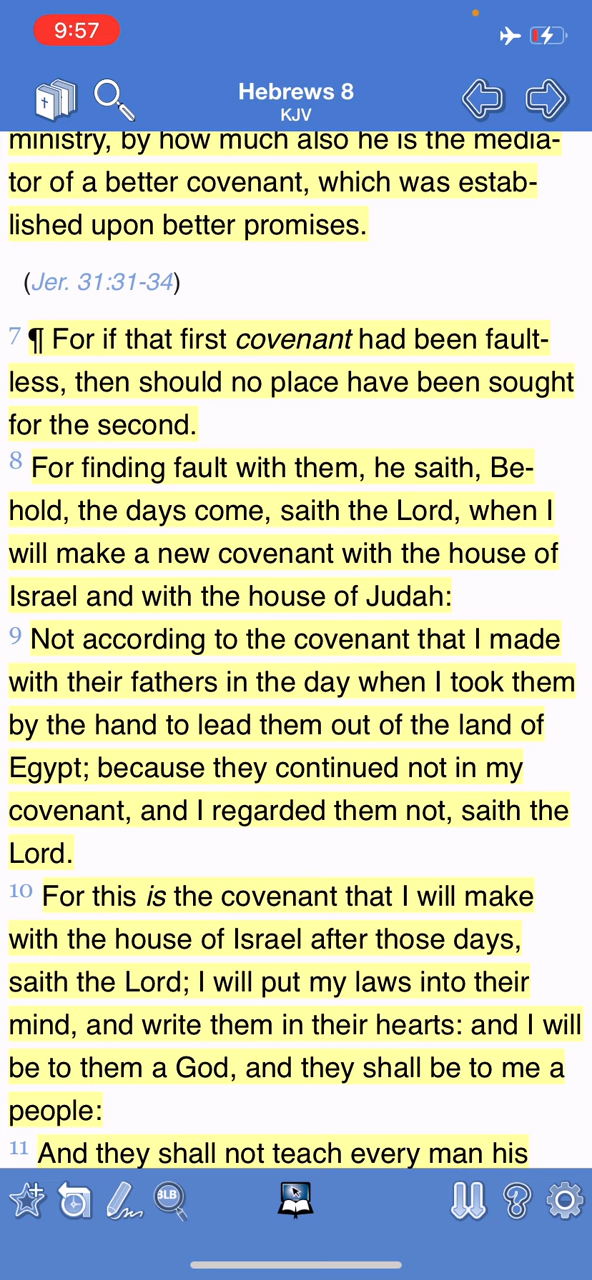 9:57
Hebrews 8
KJV
ministry, by how much also he is the media-
tor of a better covenant, which was estab-
lished upon better promises.
(Jer. 31:31-34)
7 ¶ For if that first covenant had been fault-
less, then should no place have been sought
for the second.
8 For finding fault with them, he saith, Be-
hold, the days come, saith the Lord, when I
will make a new covenant with the house of
Israel and with the house of Judah:
9 Not according to the covenant that I made
with their fathers in the day when I took them
by the hand to lead them out of the land of
Egypt; because they continued not in my
covenant, and I regarded them not, saith the
Lord.
10 For this is the covenant that I will make
with the house of Israel after those days,
saith the Lord; I will put my laws into their
mind, and write them in their hearts: and I will
be to them a God, and they shall be to me a
people:
11 And they shall not teach every man his
BLB